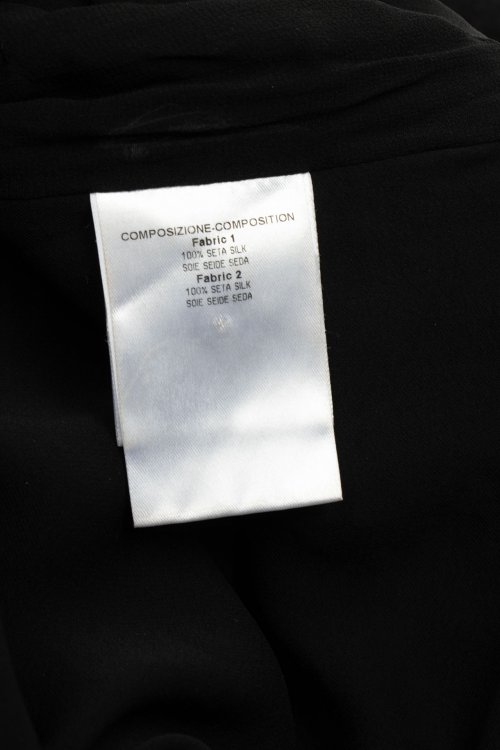 COMPOSIZIONE-COMPOSITION
Fabric 1
100% SETA SILK
SOIE SEIDE SEDA
Fabric 2
100% SETA SILK
SOIE SEIDE SEDA